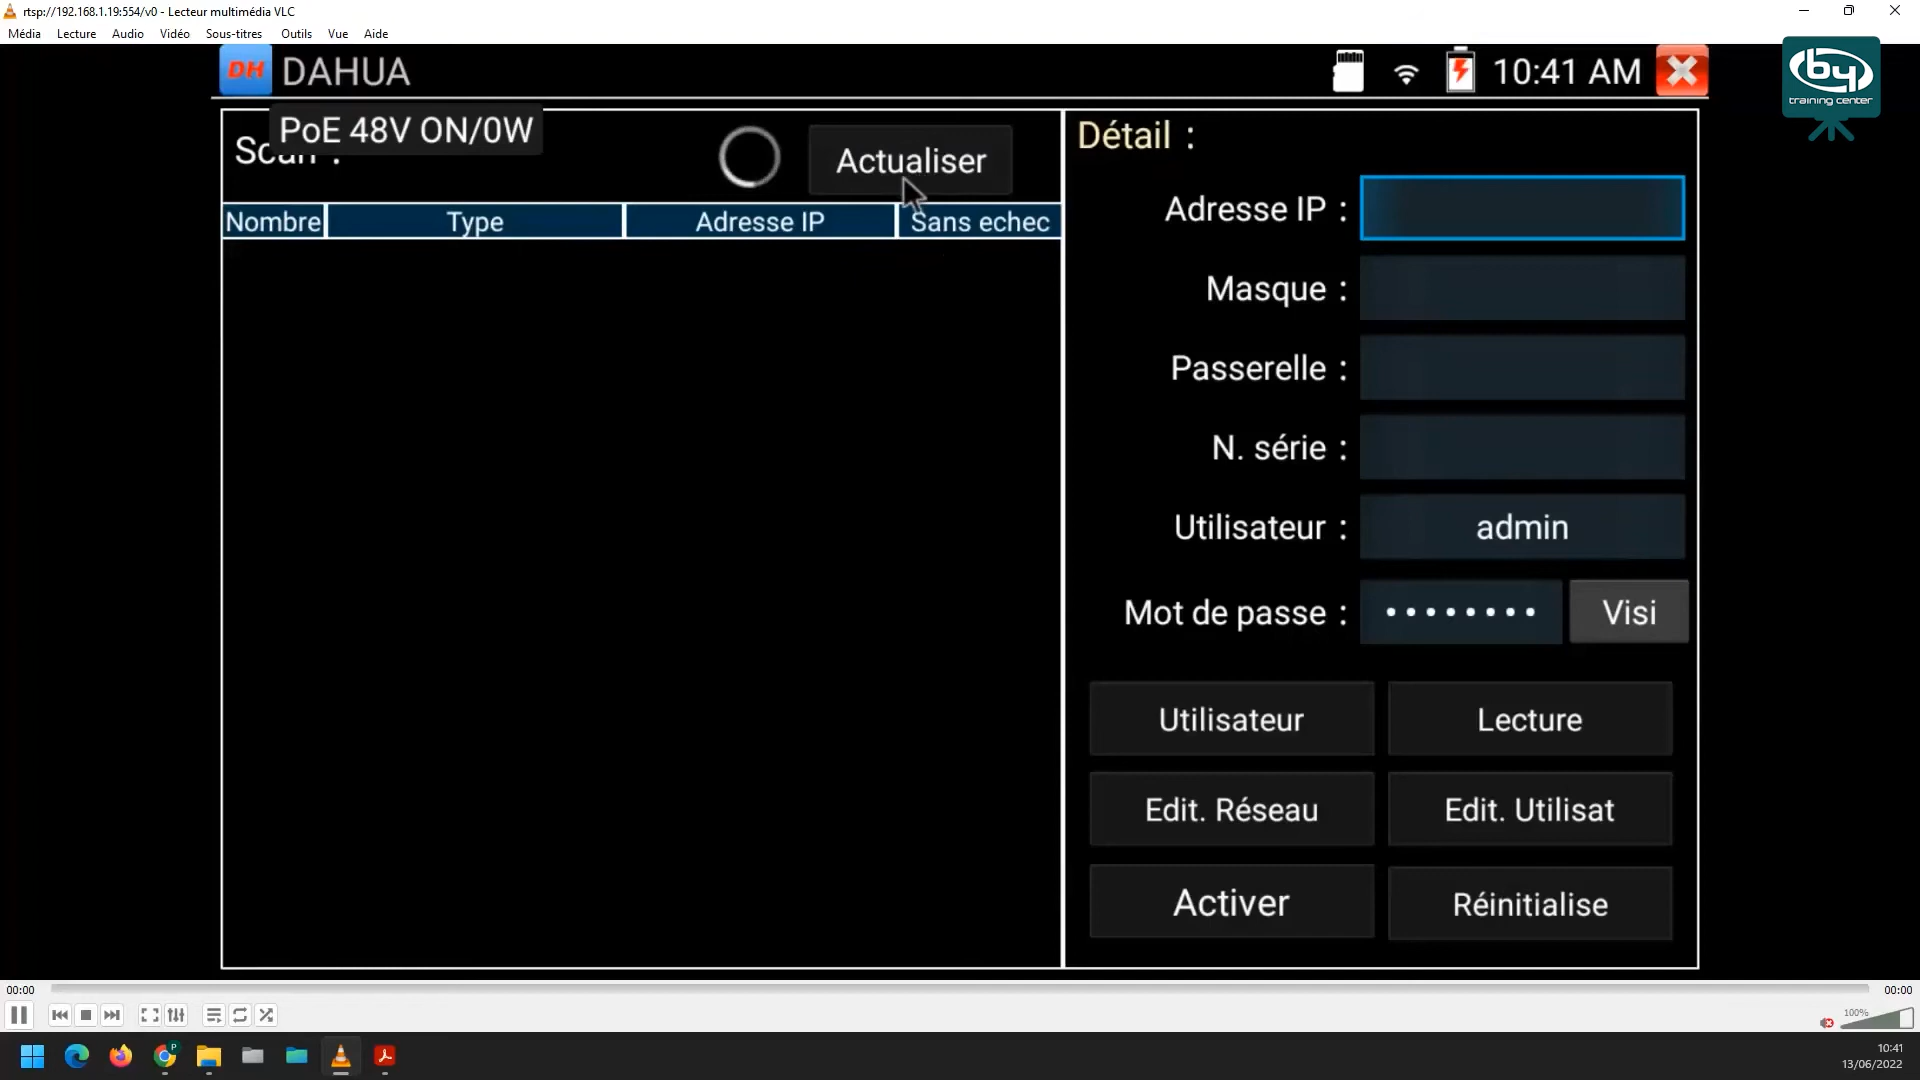 rtsp://192.168.1.19:554/v0 - Lecteur multimédia VLC
Média Lecture Audio Vidéo Sous-titres Outils Vue Aide
DH DAHUA 10:41 AM
by
training center
PoE 48V ON/0W
Actualiser
Nombre Type Adresse IP Sans echec
Détail :
Adresse IP :
Masque :
Passerelle :
N. série :
Utilisateur : admin
Mot de passe : •••••••• Visi
Utilisateur Lecture
Edit. Réseau Edit. Utilisat
Activer Réinitialise
00:00 00:00
100%
P
10:41
13/06/2022